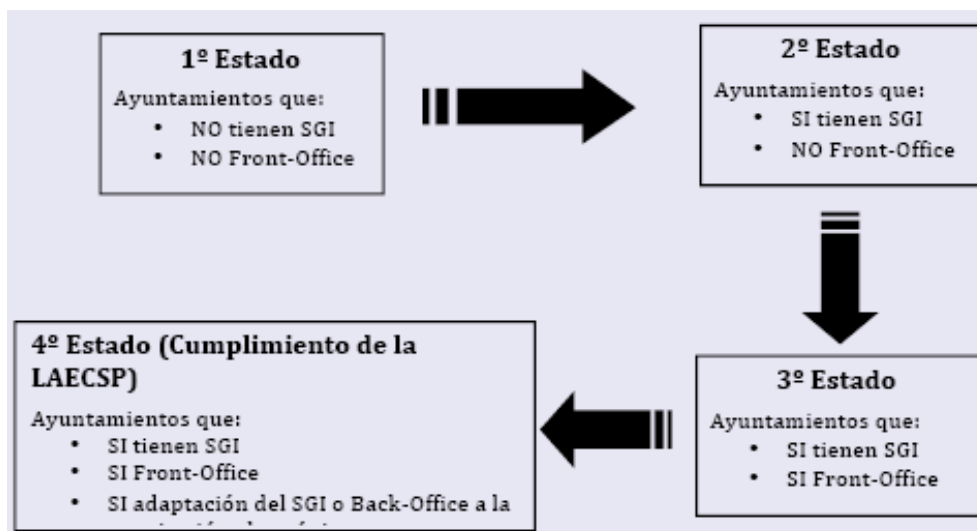 1º Estado
Ayuntamientos que:
• NO tienen SGI
• NO Front-Office
2º Estado
Ayuntamientos que:
• SI tienen SGI
• NO Front-Office
3º Estado
Ayuntamientos que:
• SI tienen SGI
• SI Front-Office
4º Estado (Cumplimiento de la
LAECSP)
Ayuntamientos que:
• SI tienen SGI
• SI Front-Office
• SI adaptación del SGI o Back-Office a la